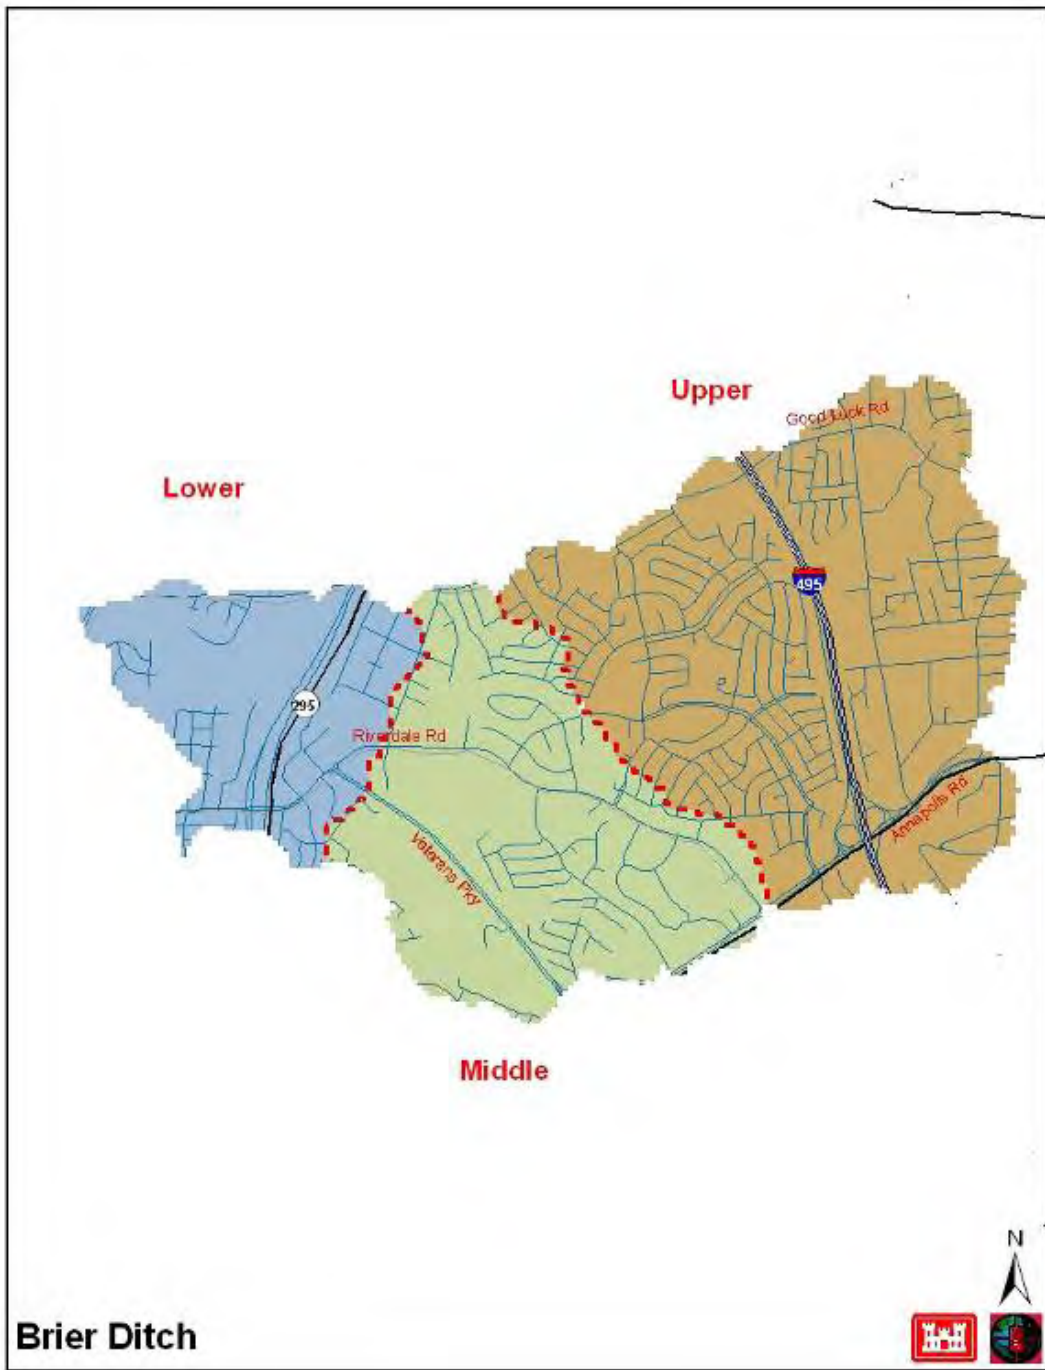 Upper
Good Luck Rd
Lower
495
295
Riverdale Rd
Annapolis Rd
Veterans Pky
Middle
N
Brier Ditch